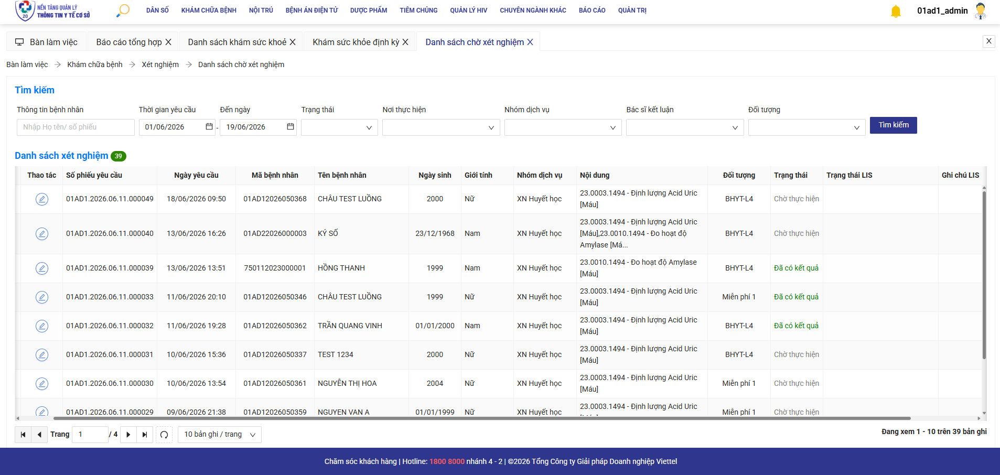 NỀN TẢNG QUẢN LÝ
THÔNG TIN Y TẾ CƠ SỞ
20
DÂN SỐ KHÁM CHỮA BỆNH NỘI TRÚ BỆNH ÁN ĐIỆN TỬ DƯỢC PHẨM TIÊM CHỦNG QUẢN LÝ HIV CHUYÊN NGÀNH KHÁC BÁO CÁO QUẢN TRỊ
01ad1_admin
Bàn làm việc Báo cáo tổng hợp X Danh sách khám sức khoẻ X Khám sức khỏe định kỳ X Danh sách chờ xét nghiệm X
X
Bàn làm việc → Khám chữa bệnh → Xét nghiệm → Danh sách chờ xét nghiệm
Tìm kiếm
Thông tin bệnh nhân Thời gian yêu cầu Đến ngày Trạng thái Nơi thực hiện Nhóm dịch vụ Bác sĩ kết luận Đối tượng
Nhập Họ tên/ số phiếu 01/06/2026 - 19/06/2026 Tìm kiếm
Danh sách xét nghiệm 39
Thao tác Số phiếu yêu cầu Ngày yêu cầu Mã bệnh nhân Tên bệnh nhân Ngày sinh Giới tính Nhóm dịch vụ Nội dung Đối tượng Trạng thái Trạng thái LIS Ghi chú LIS
01AD1.2026.06.11.000049 18/06/2026 09:50 01AD12026050368 CHÂU TEST LUỒNG 2000 Nữ XN Huyết học 23.0003.1494 - Định lượng Acid Uric
[Máu] BHYT-L4 Chờ thực hiện
01AD1.2026.06.11.000040 13/06/2026 16:26 01AD22026000003 KÝ SỐ 23/12/1968 Nam XN Huyết học 23.0003.1494 - Định lượng Acid Uric
[Máu],23.0010.1494 - Đo hoạt độ
Amylase [Má... BHYT-L4 Chờ thực hiện
01AD1.2026.06.11.000039 13/06/2026 13:51 750112023000001 HỒNG THANH 1999 Nam XN Huyết học 23.0010.1494 - Đo hoạt độ Amylase
[Máu] BHYT-L4 Đã có kết quả
01AD1.2026.06.11.000033 11/06/2026 20:10 01AD12026050346 CHÂU TEST LUỒNG 1999 Nữ XN Huyết học 23.0003.1494 - Định lượng Acid Uric
[Máu] Miễn phí 1 Đã có kết quả
01AD1.2026.06.11.000032 11/06/2026 19:28 01AD12026050362 TRẦN QUANG VINH 01/01/2000 Nam XN Huyết học 23.0003.1494 - Định lượng Acid Uric
[Máu] BHYT-L4 Đã có kết quả
01AD1.2026.06.11.000031 10/06/2026 15:36 01AD12026050337 TEST 1234 2000 Nữ XN Huyết học 23.0003.1494 - Định lượng Acid Uric
[Máu] BHYT-L4 Chờ thực hiện
01AD1.2026.06.11.000030 10/06/2026 13:54 01AD12026050361 NGUYỄN THỊ HOA 2004 Nữ XN Huyết học 23.0003.1494 - Định lượng Acid Uric
[Máu] Miễn phí 1 Chờ thực hiện
01AD1.2026.06.11.000029 09/06/2026 21:38 01AD12026050359 NGUYEN VAN A 01/01/1999 Nữ XN Huyết học 23.0003.1494 - Định lượng Acid Uric
Miễn phí 1 Chờ thực hiện
Trang 1 / 4 10 bản ghi / trang
Đang xem 1 - 10 trên 39 bản ghi
Chăm sóc khách hàng | Hotline: 1800 8000 nhánh 4 - 2 | ©2026 Tổng Công ty Giải pháp Doanh nghiệp Viettel